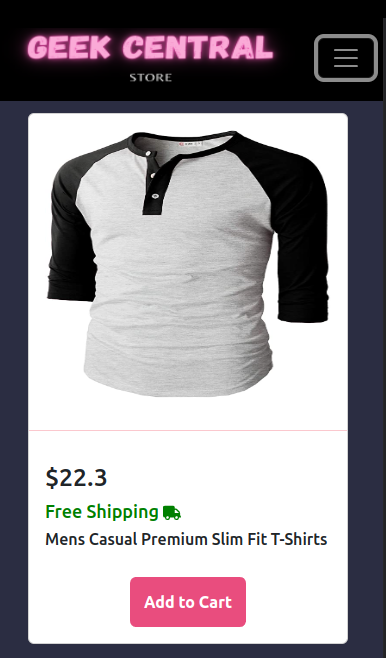 GEEK CENTRAL
STORE
$22.3
Free Shipping
Mens Casual Premium Slim Fit T-Shirts
Add to Cart